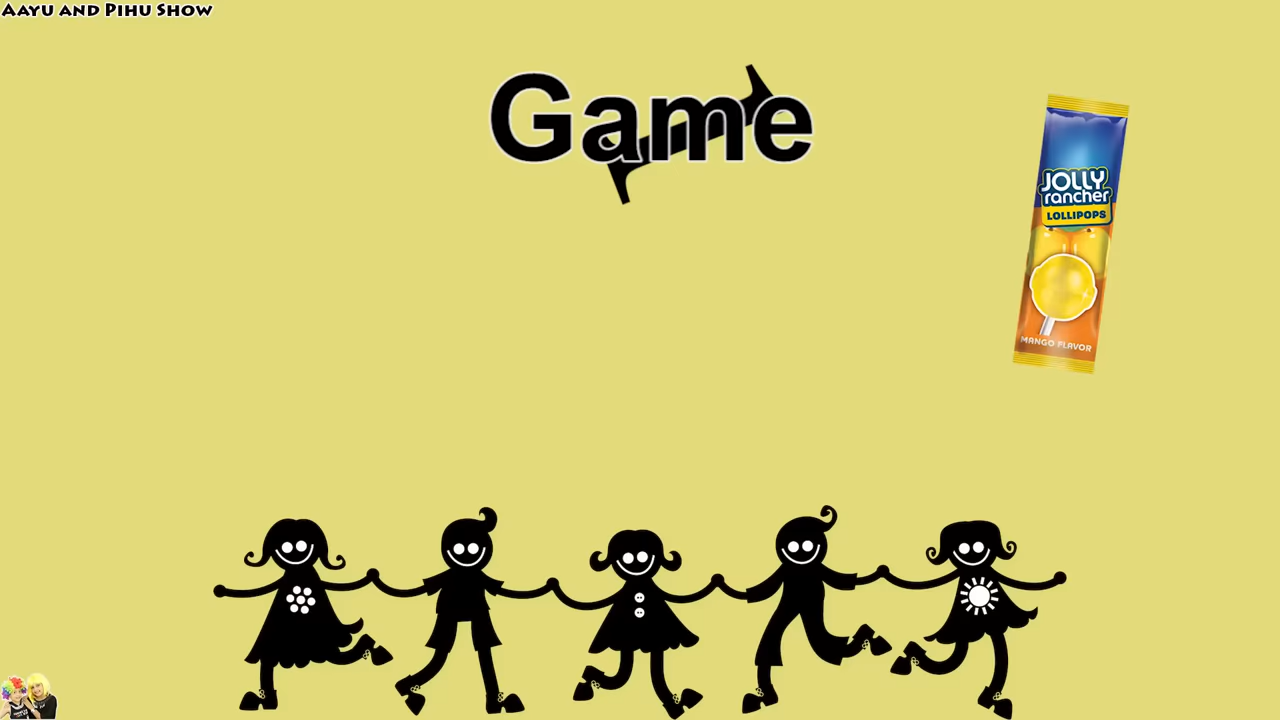 Aayu and Pihu Show
Game
JOLLY
rancher
LOLLIPOPS
MANGO FLAVOR